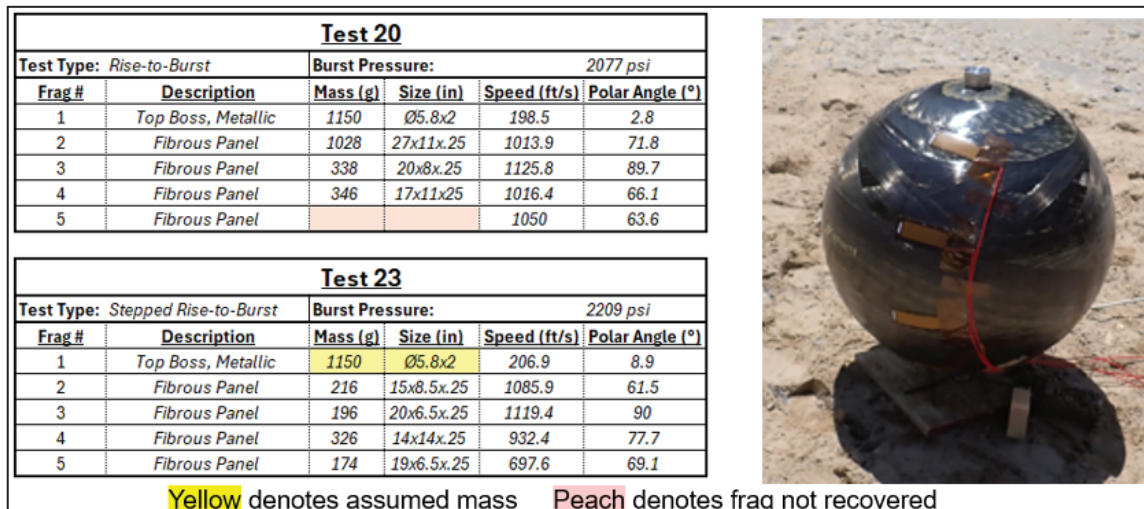 Test 20
Test Type: Rise-to-Burst Burst Pressure: 2077 psi
Frag # Description Mass (g) Size (in) Speed (ft/s) Polar Angle (°)
1 Top Boss, Metallic 1150 Ø5.8x2 198.5 2.8
2 Fibrous Panel 1028 27x11x.25 1013.9 71.8
3 Fibrous Panel 338 20x8x.25 1125.8 89.7
4 Fibrous Panel 346 17x11x25 1016.4 66.1
5 Fibrous Panel 1050 63.6
Test 23
Test Type: Stepped Rise-to-Burst Burst Pressure: 2209 psi
Frag # Description Mass (g) Size (in) Speed (ft/s) Polar Angle (°)
1 Top Boss, Metallic 1150 Ø5.8x2 206.9 8.9
2 Fibrous Panel 216 15x8.5x.25 1085.9 61.5
3 Fibrous Panel 196 20x6.5x.25 1119.4 90
4 Fibrous Panel 326 14x14x.25 932.4 77.7
5 Fibrous Panel 174 19x6.5x.25 697.6 69.1
Yellow denotes assumed mass Peach denotes frag not recovered